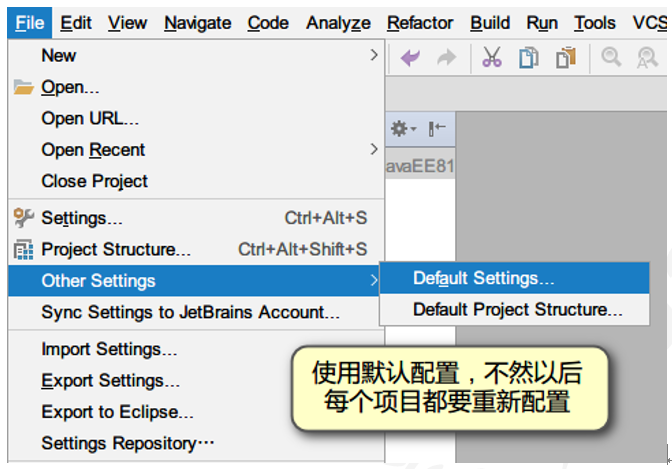 File Edit View Navigate Code Analyze Refactor Build Run Tools VCS
New
Open...
Open URL...
Open Recent
Close Project
avaEE81
Settings... Ctrl+Alt+S
Project Structure... Ctrl+Alt+Shift+S
Other Settings
Default Settings...
Default Project Structure...
Sync Settings to JetBrains Account...
Import Settings...
Export Settings...
Export to Eclipse...
Settings Repository···
使用默认配置，不然以后
每个项目都要重新配置